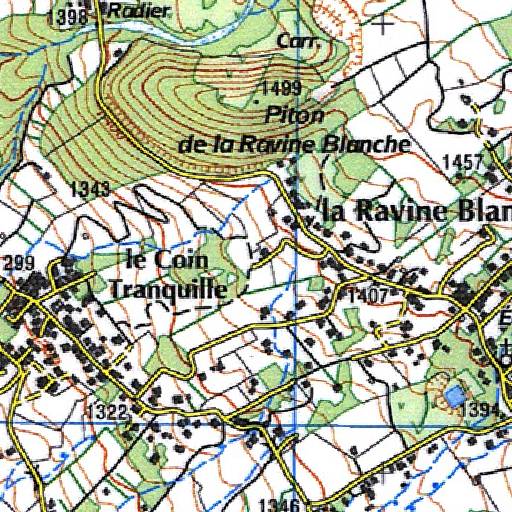 1398
Radier
Carr.
1489
Piton
de la Ravine Blanche
1457
1343
la Ravine Blan
299
le Coin
Tranquille
1407
E
1322
1394
1346